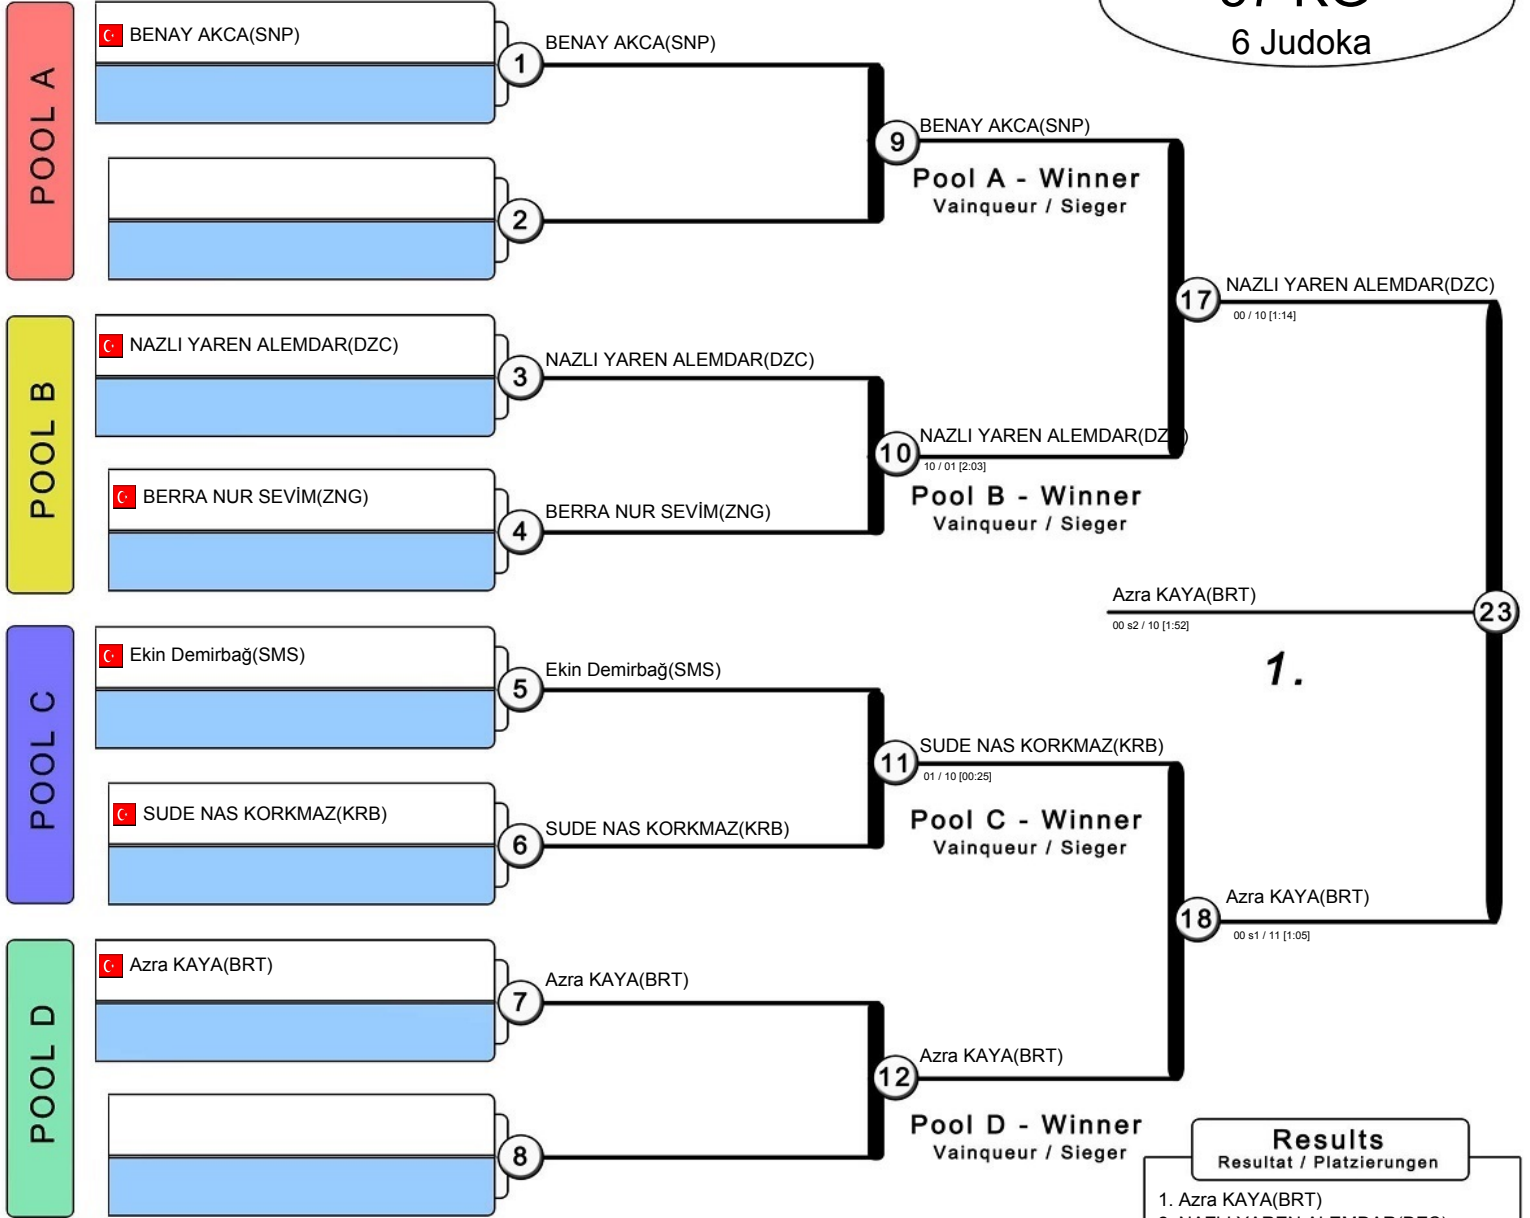 6 Judoka
POOL A
BENAY AKCA(SNP)
1
BENAY AKCA(SNP)
2
9
BENAY AKCA(SNP)
Pool A - Winner
Vainqueur / Sieger
POOL B
NAZLI YAREN ALEMDAR(DZC)
3
NAZLI YAREN ALEMDAR(DZC)
BERRA NUR SEVİM(ZNG)
4
BERRA NUR SEVİM(ZNG)
10
NAZLI YAREN ALEMDAR(DZC)
10 / 01 [2:03]
Pool B - Winner
Vainqueur / Sieger
17
NAZLI YAREN ALEMDAR(DZC)
00 / 10 [1:14]
Azra KAYA(BRT)
00 s2 / 10 [1:52]
23
1.
POOL C
Ekin Demirbağ(SMS)
5
Ekin Demirbağ(SMS)
SUDE NAS KORKMAZ(KRB)
6
SUDE NAS KORKMAZ(KRB)
11
SUDE NAS KORKMAZ(KRB)
01 / 10 [00:25]
Pool C - Winner
Vainqueur / Sieger
18
Azra KAYA(BRT)
00 s1 / 11 [1:05]
POOL D
Azra KAYA(BRT)
7
Azra KAYA(BRT)
8
12
Azra KAYA(BRT)
Pool D - Winner
Vainqueur / Sieger
Results
Resultat / Platzierungen
1. Azra KAYA(BRT)